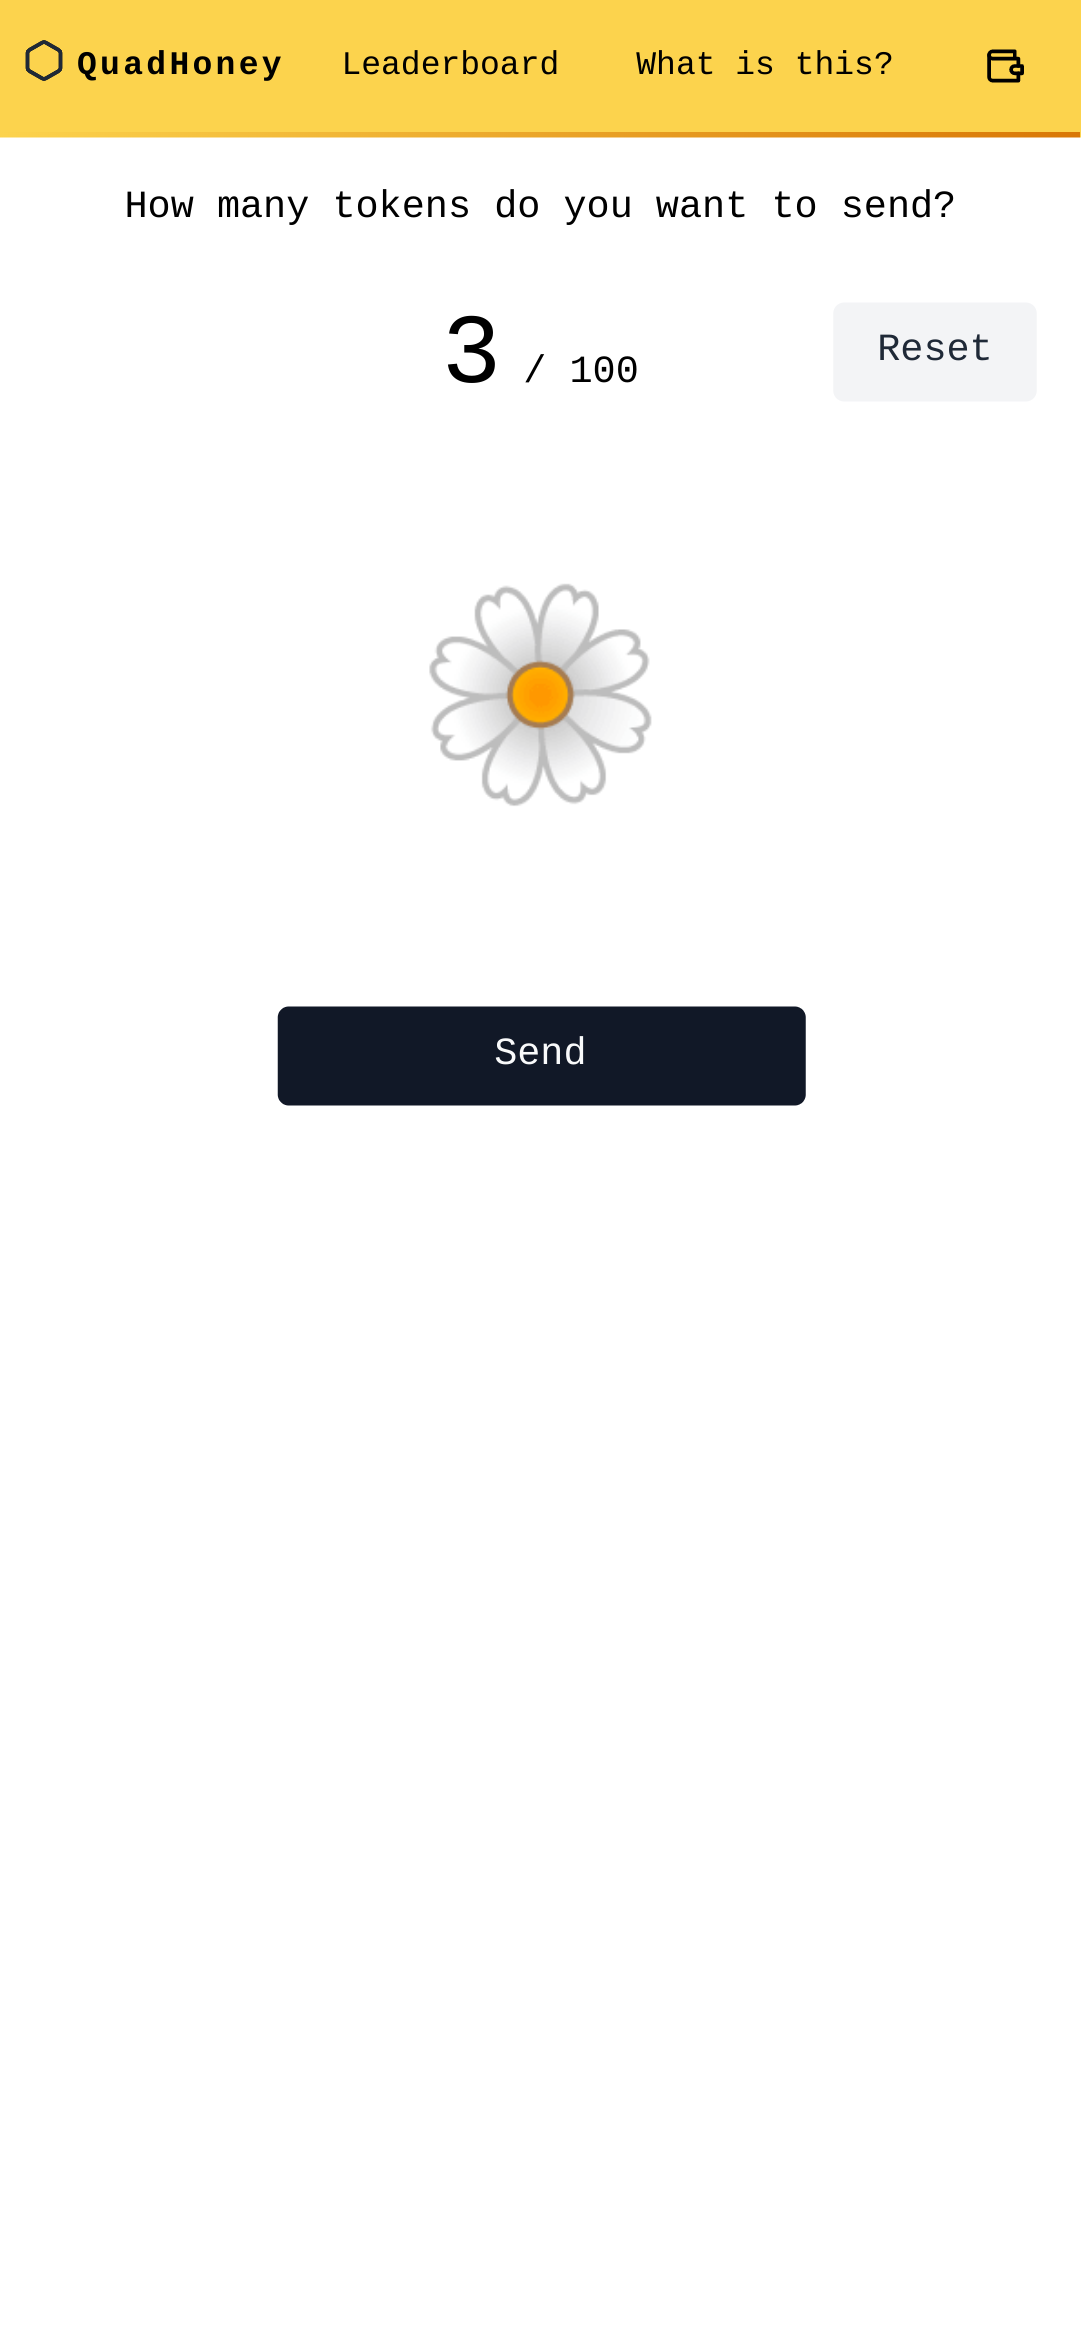 QuadHoney Leaderboard What is this?
How many tokens do you want to send?
3 / 100 Reset
Send